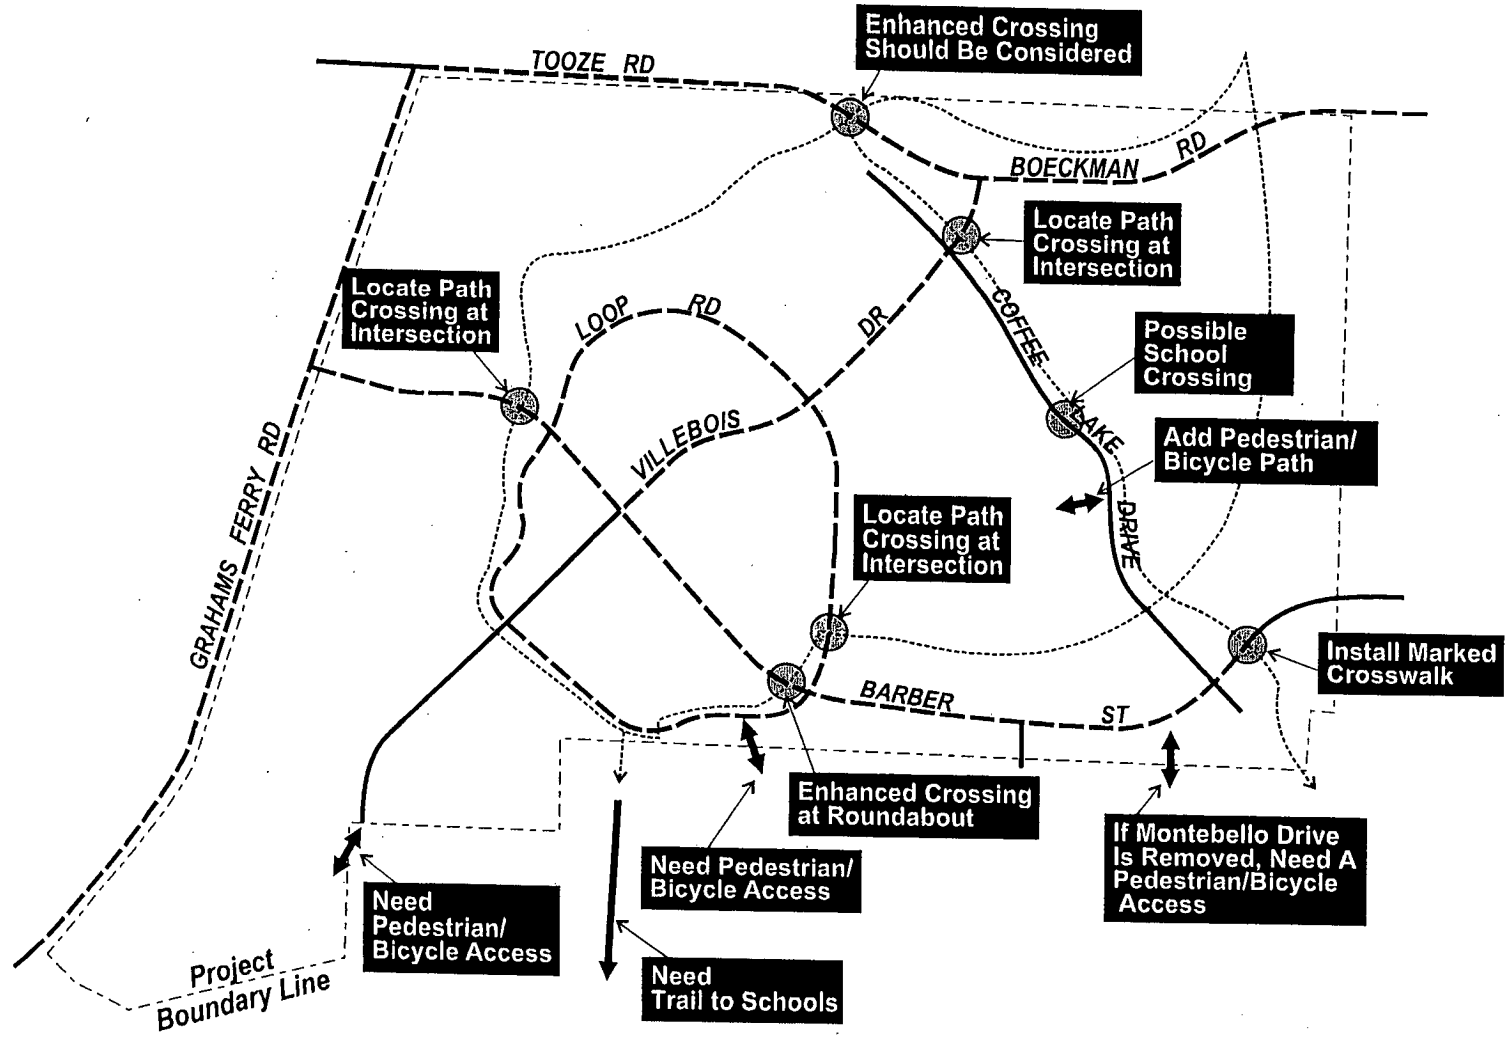 Enhanced Crossing
Should Be Considered
TOOZE RD
BOECKMAN RD
Locate Path
Crossing at
Intersection
Locate Path
Crossing at
Intersection
LOOP RD
VILLEBOIS DR
COFFEE LAKE DRIVE
Possible
School
Crossing
Add Pedestrian/
Bicycle Path
GRAHAMS FERRY RD
Locate Path
Crossing at
Intersection
Install Marked
Crosswalk
BARBER ST
Enhanced Crossing
at Roundabout
If Montebello Drive
Is Removed, Need A
Pedestrian/Bicycle
Access
Need Pedestrian/
Bicycle Access
Need
Pedestrian/
Bicycle Access
Need
Trail to Schools
Project
Boundary Line